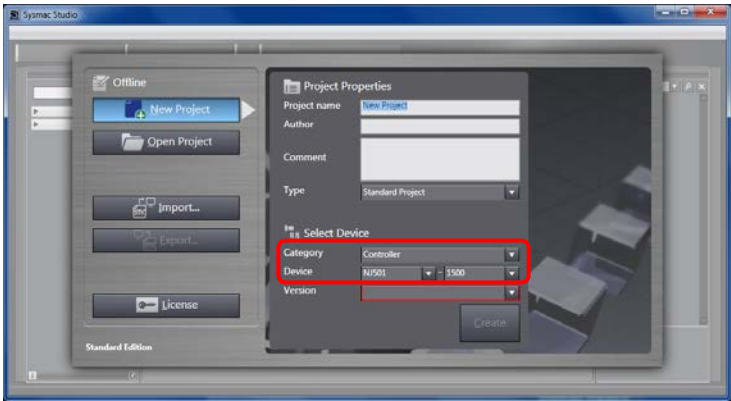 Sysmac Studio
Offline
New Project
Open Project
Import...
Export...
License
Standard Edition
Project Properties
Project name New Project
Author
Comment
Type Standard Project
Select Device
Category Controller
Device NJ501 - 1500
Version
Create